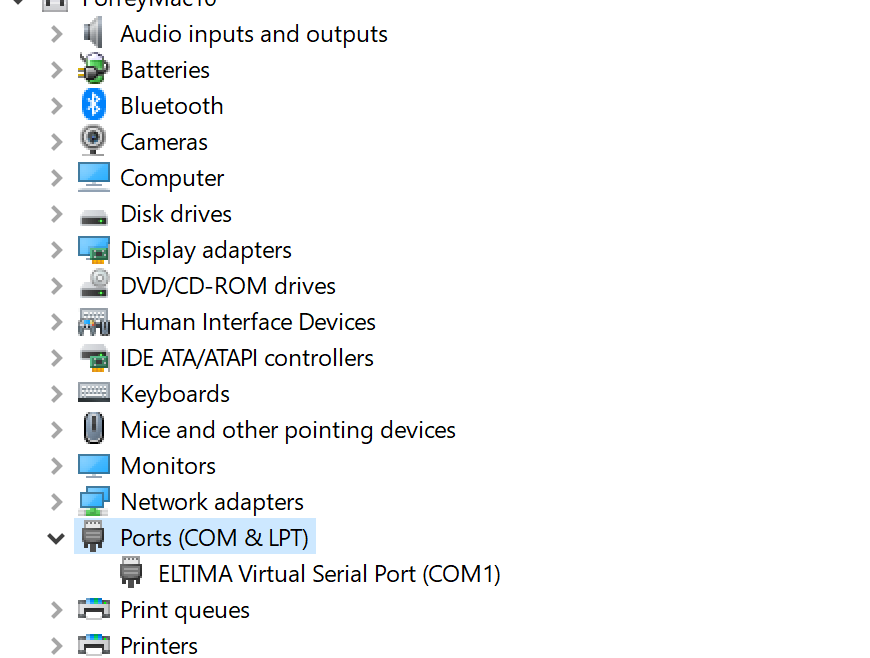 Audio inputs and outputs
Batteries
Bluetooth
Cameras
Computer
Disk drives
Display adapters
DVD/CD-ROM drives
Human Interface Devices
IDE ATA/ATAPI controllers
Keyboards
Mice and other pointing devices
Monitors
Network adapters
Ports (COM & LPT)
ELTIMA Virtual Serial Port (COM1)
Print queues
Printers